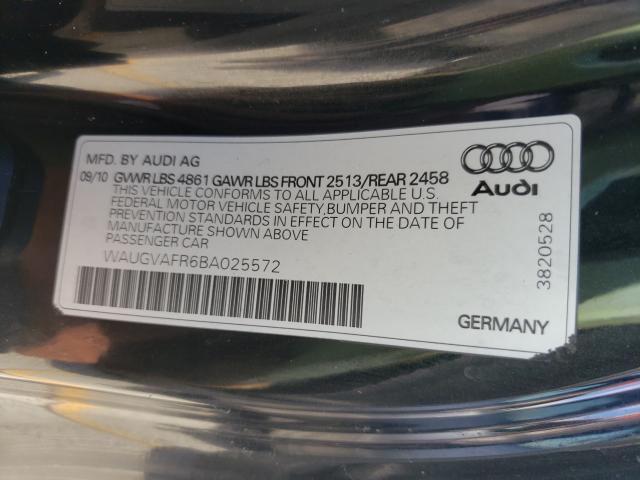 MFD. BY AUDI AG
09/10 GVWR LBS 4861 GAWR LBS FRONT 2513/REAR 2458
THIS VEHICLE CONFORMS TO ALL APPLICABLE U.S.
FEDERAL MOTOR VEHICLE SAFETY,BUMPER AND THEFT
PREVENTION STANDARDS IN EFFECT ON THE DATE OF
MANUFACTURE SHOWN ABOVE
PASSENGER CAR
WAUGVAFR6BA025572
Audi
3820528
GERMANY